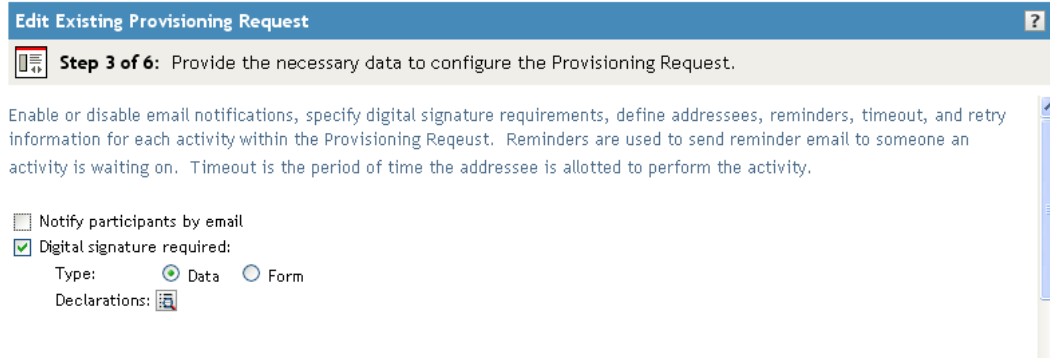 Edit Existing Provisioning Request ?
Step 3 of 6: Provide the necessary data to configure the Provisioning Request.
Enable or disable email notifications, specify digital signature requirements, define addressees, reminders, timeout, and retry
information for each activity within the Provisioning Reqeust. Reminders are used to send reminder email to someone an
activity is waiting on. Timeout is the period of time the addressee is allotted to perform the activity.
Notify participants by email
Digital signature required:
Type: Data Form
Declarations: